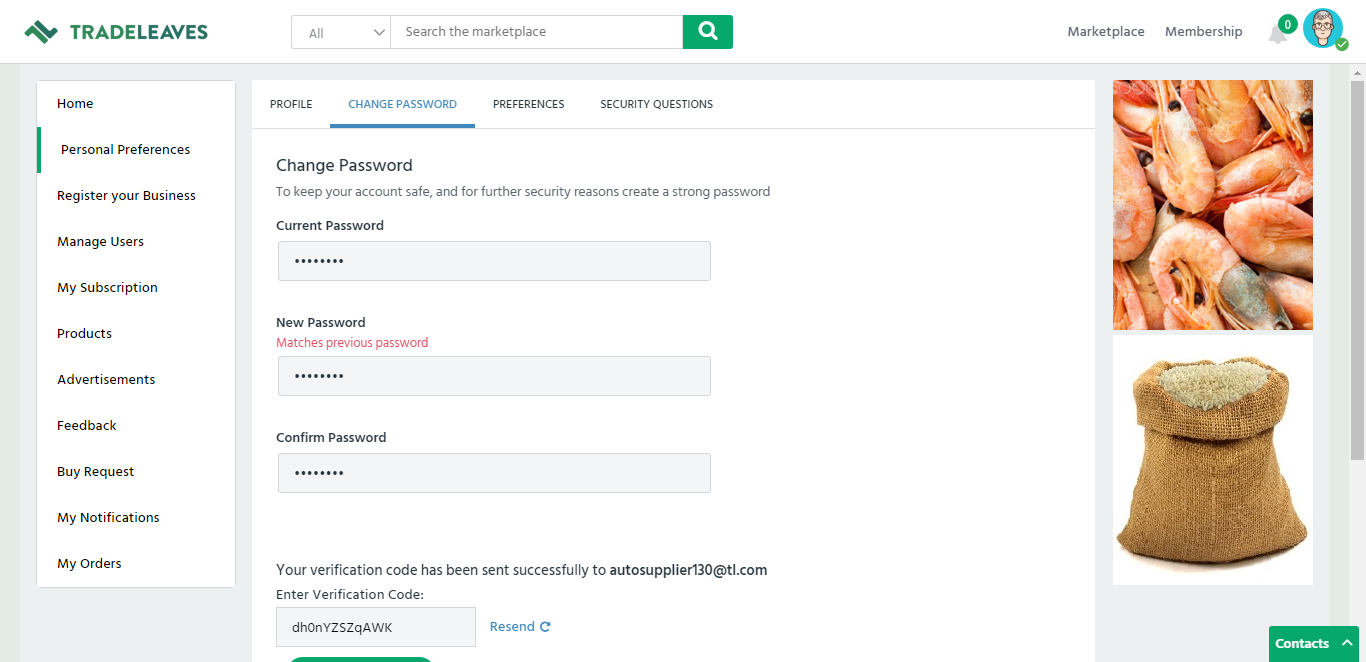 TRADELEAVES
All
Search the marketplace
Marketplace
Membership
0
Home
Personal Preferences
Register your Business
Manage Users
My Subscription
Products
Advertisements
Feedback
Buy Request
My Notifications
My Orders
PROFILE
CHANGE PASSWORD
PREFERENCES
SECURITY QUESTIONS
Change Password
To keep your account safe, and for further security reasons create a strong password
Current Password
••••••••
New Password
Matches previous password
••••••••
Confirm Password
••••••••
Your verification code has been sent successfully to autosupplier130@tl.com
Enter Verification Code:
dh0nYZSZqAWK
Resend
Contacts